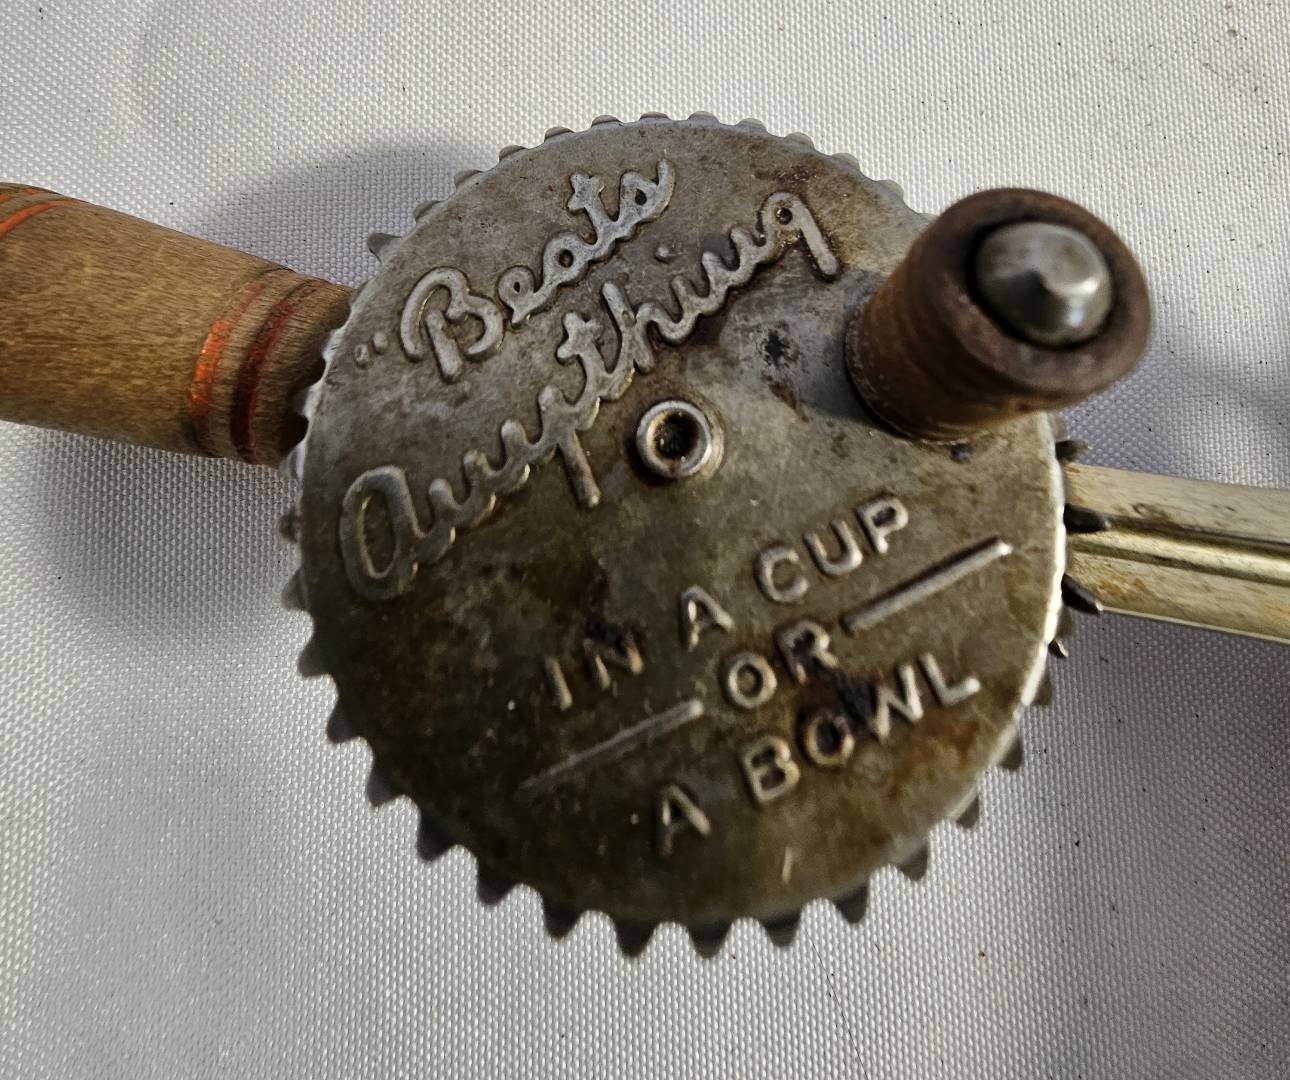 "Beats
Anything
IN A CUP
OR
A BOWL